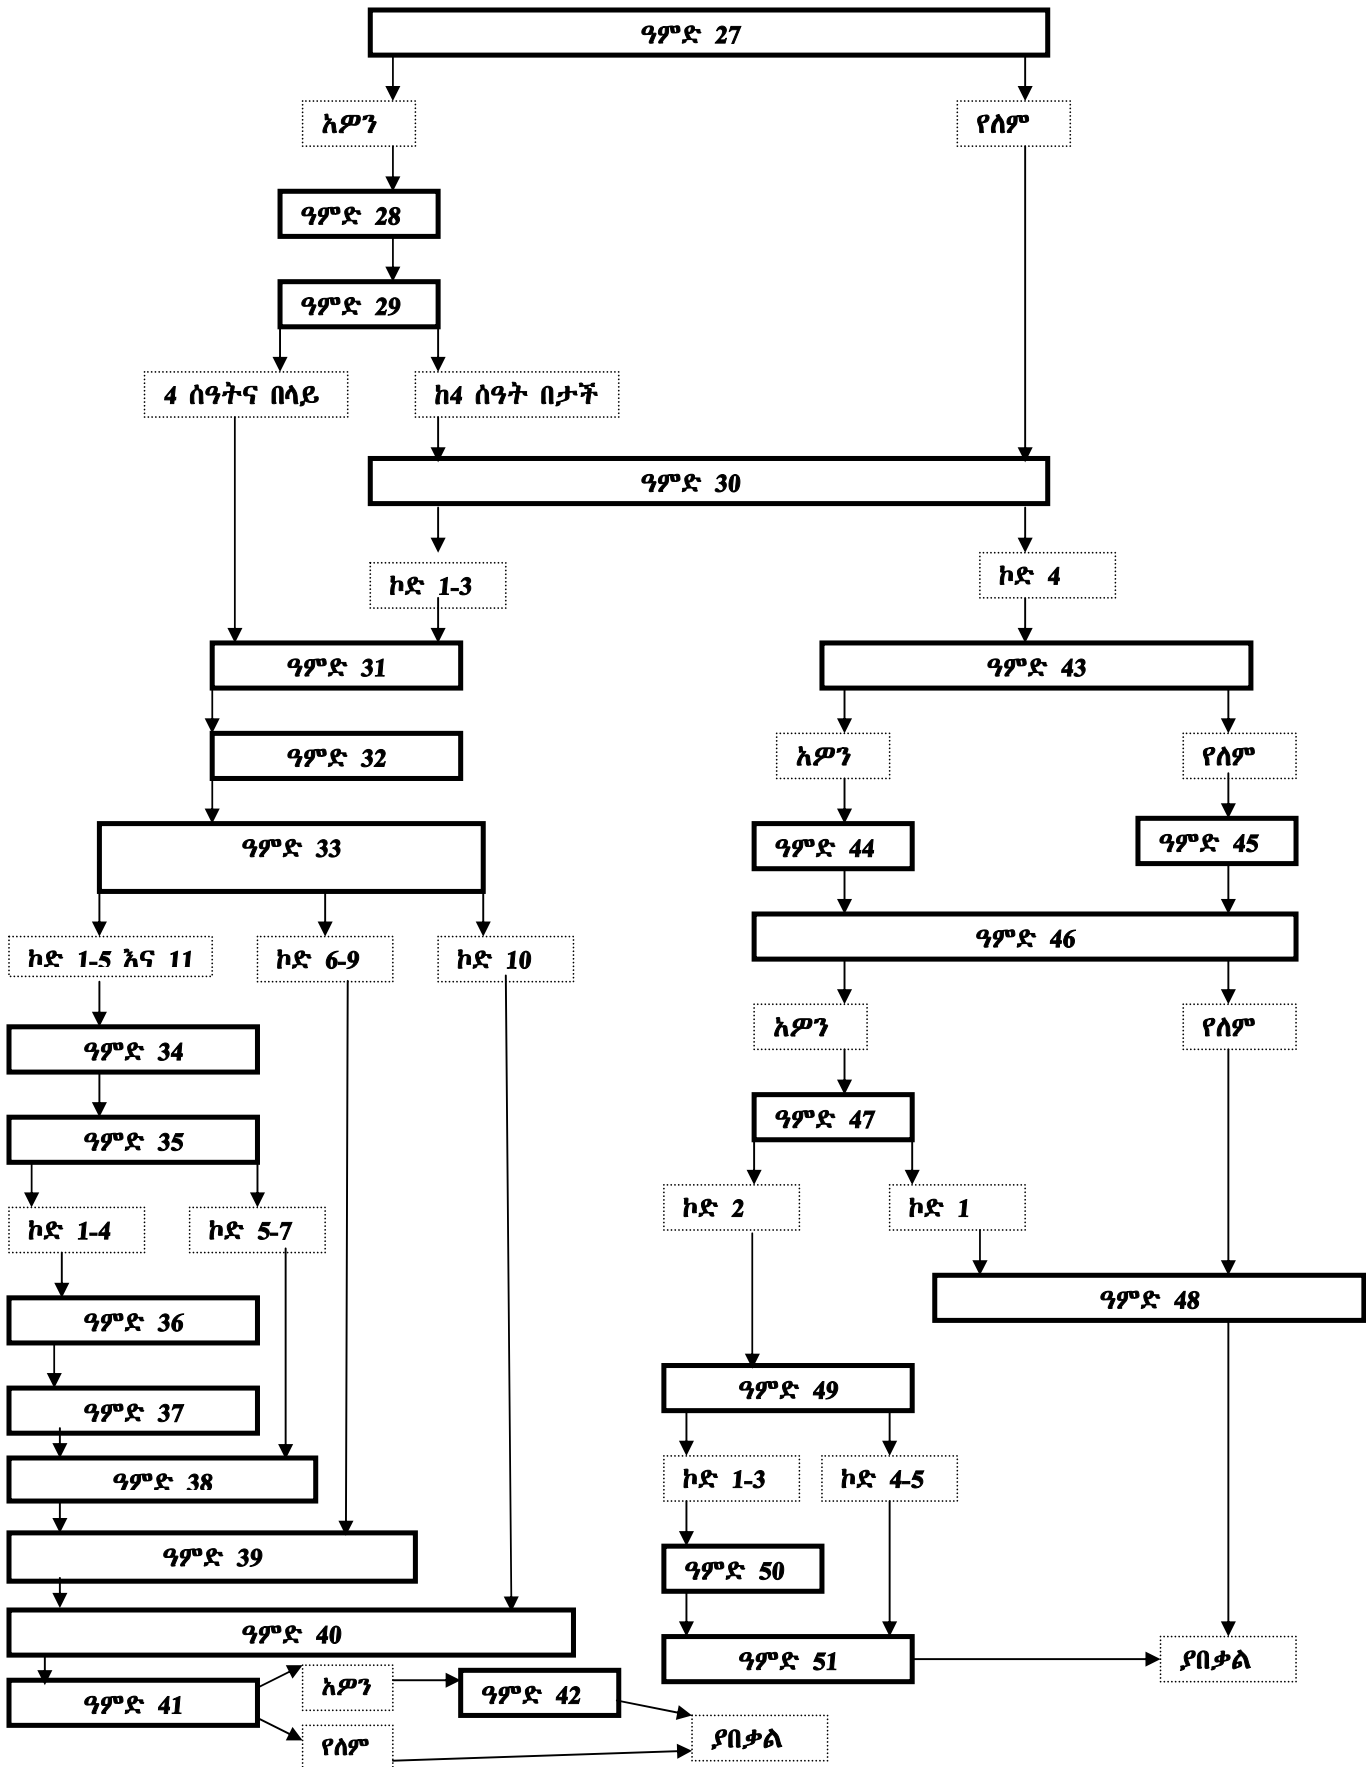 ዓምድ 27
አዎን
የለም
ዓምድ 28
ዓምድ 29
4 ሰዓትና በላይ
ከ4 ሰዓት በታች
ዓምድ 30
ኮድ 1-3
ኮድ 4
ዓምድ 31
ዓምድ 43
ዓምድ 32
አዎን
የለም
ዓምድ 33
ዓምድ 44
ዓምድ 45
ኮድ 1-5 እና 11
ኮድ 6-9
ኮድ 10
ዓምድ 46
ዓምድ 34
አዎን
የለም
ዓምድ 35
ዓምድ 47
ኮድ 1-4
ኮድ 5-7
ኮድ 2
ኮድ 1
ዓምድ 36
ዓምድ 48
ዓምድ 37
ዓምድ 49
ዓምድ 38
ኮድ 1-3
ኮድ 4-5
ዓምድ 39
ዓምድ 50
ዓምድ 40
ዓምድ 51
ያበቃል
ዓምድ 41
አዎን
ዓምድ 42
የለም
ያበቃል